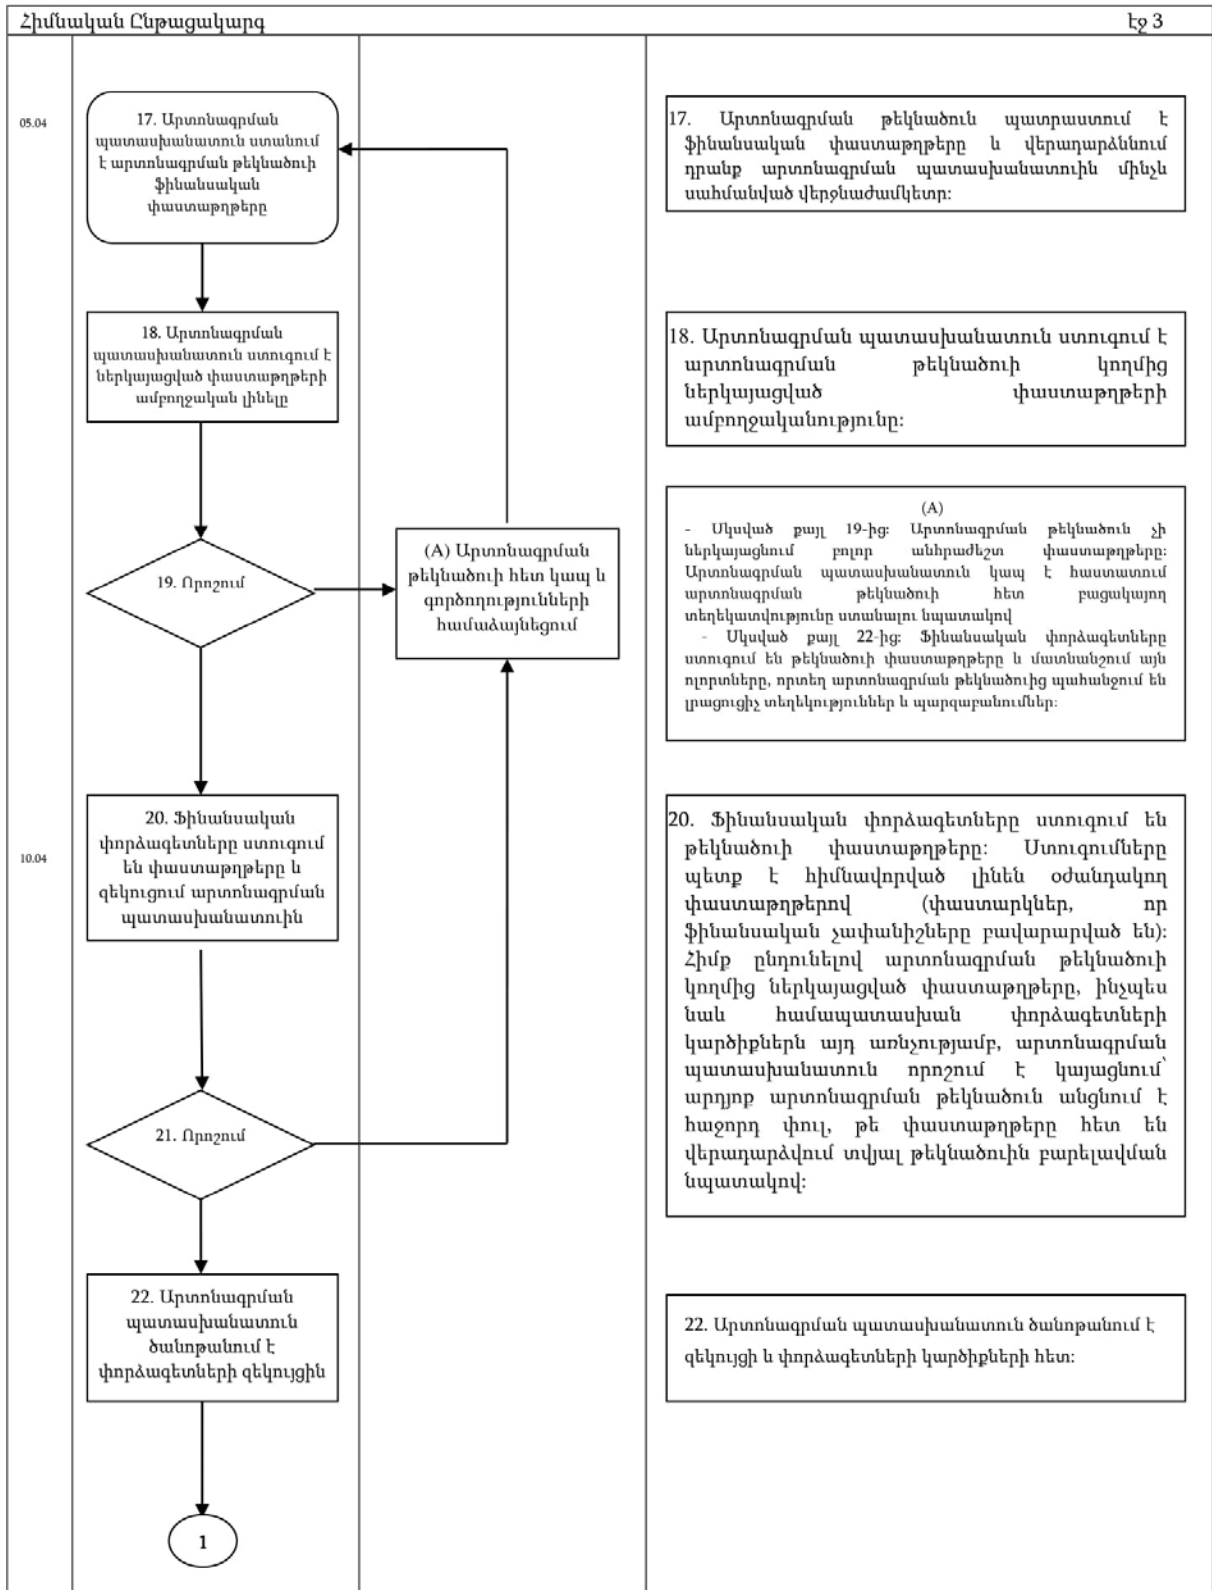 Հիմնական Ընթացակարգ
էջ 3
05.04
17. Արտոնագրման
պատասխանատուն ստանում
է արտոնագրման թեկնածուի
ֆինանսական
փաստաթղթերը
17. Արտոնագրման թեկնածուն պատրաստում է
ֆինանսական փաստաթղթերը և վերադարձննում
դրանք արտոնագրման պատասխանատուին մինչև
սահմանված վերջնաժամկետր:
18. Արտոնագրման
պատասխանատուն ստուգում է
ներկայացված փաստաթղթերի
ամբողջական լինելը
18. Արտոնագրման պատասխանատուն ստուգում է
արտոնագրման թեկնածուի կողմից
ներկայացված փաստաթղթերի
ամբողջականությունը:
19. Որոշում
(A) Արտոնագրման
թեկնածուի հետ կապ և
գործողությունների
համաձայնեցում
(A)
- Սկսված քայլ 19-ից: Արտոնագրման թեկնածուն չի
ներկայացնում բոլոր անհրաժեշտ փաստաթղթերը:
Արտոնագրման պատասխանատուն կապ է հաստատում
արտոնագրման թեկնածուի հետ բացակայող
տեղեկատվությունը ստանալու նպատակով
- Սկսված քայլ 22-ից: Ֆինանսական փորձագետները
ստուգում են թեկնածուի փաստաթղթերը և մատնանշում այն
ոլորտները, որտեղ արտոնագրման թեկնածուից պահանջում են
լրացուցիչ տեղեկություններ և պարզաբանումներ:
10.04
20. Ֆինանսական
փորձագետները ստուգում
են փաստաթղթերը և
զեկուցում արտոնագրման
պատասխանատուին
20. Ֆինանսական փորձագետները ստուգում են
թեկնածուի փաստաթղթերը: Ստուգումները
պետք է հիմնավորված լինեն օժանդակող
փաստաթղթերով (փաստարկներ, որ
ֆինանսական չափանիշները բավարարված են):
Հիմք ընդունելով արտոնագրման թեկնածուի
կողմից ներկայացված փաստաթղթերը, ինչպես
նաև համապատասխան փորձագետների
կարծիքներն այդ առնչությամբ, արտոնագրման
պատասխանատուն որոշում է կայացնում՝
արդյոք արտոնագրման թեկնածուն անցնում է
հաջորդ փուլ, թե փաստաթղթերը հետ են
վերադարձվում տվյալ թեկնածուին բարելավման
նպատակով:
21. Որոշում
22. Արտոնագրման
պատասխանատուն
ծանոթանում է
փորձագետների զեկույցին
22. Արտոնագրման պատասխանատուն ծանոթանում է
զեկույցի և փորձագետների կարծիքների հետ:
1